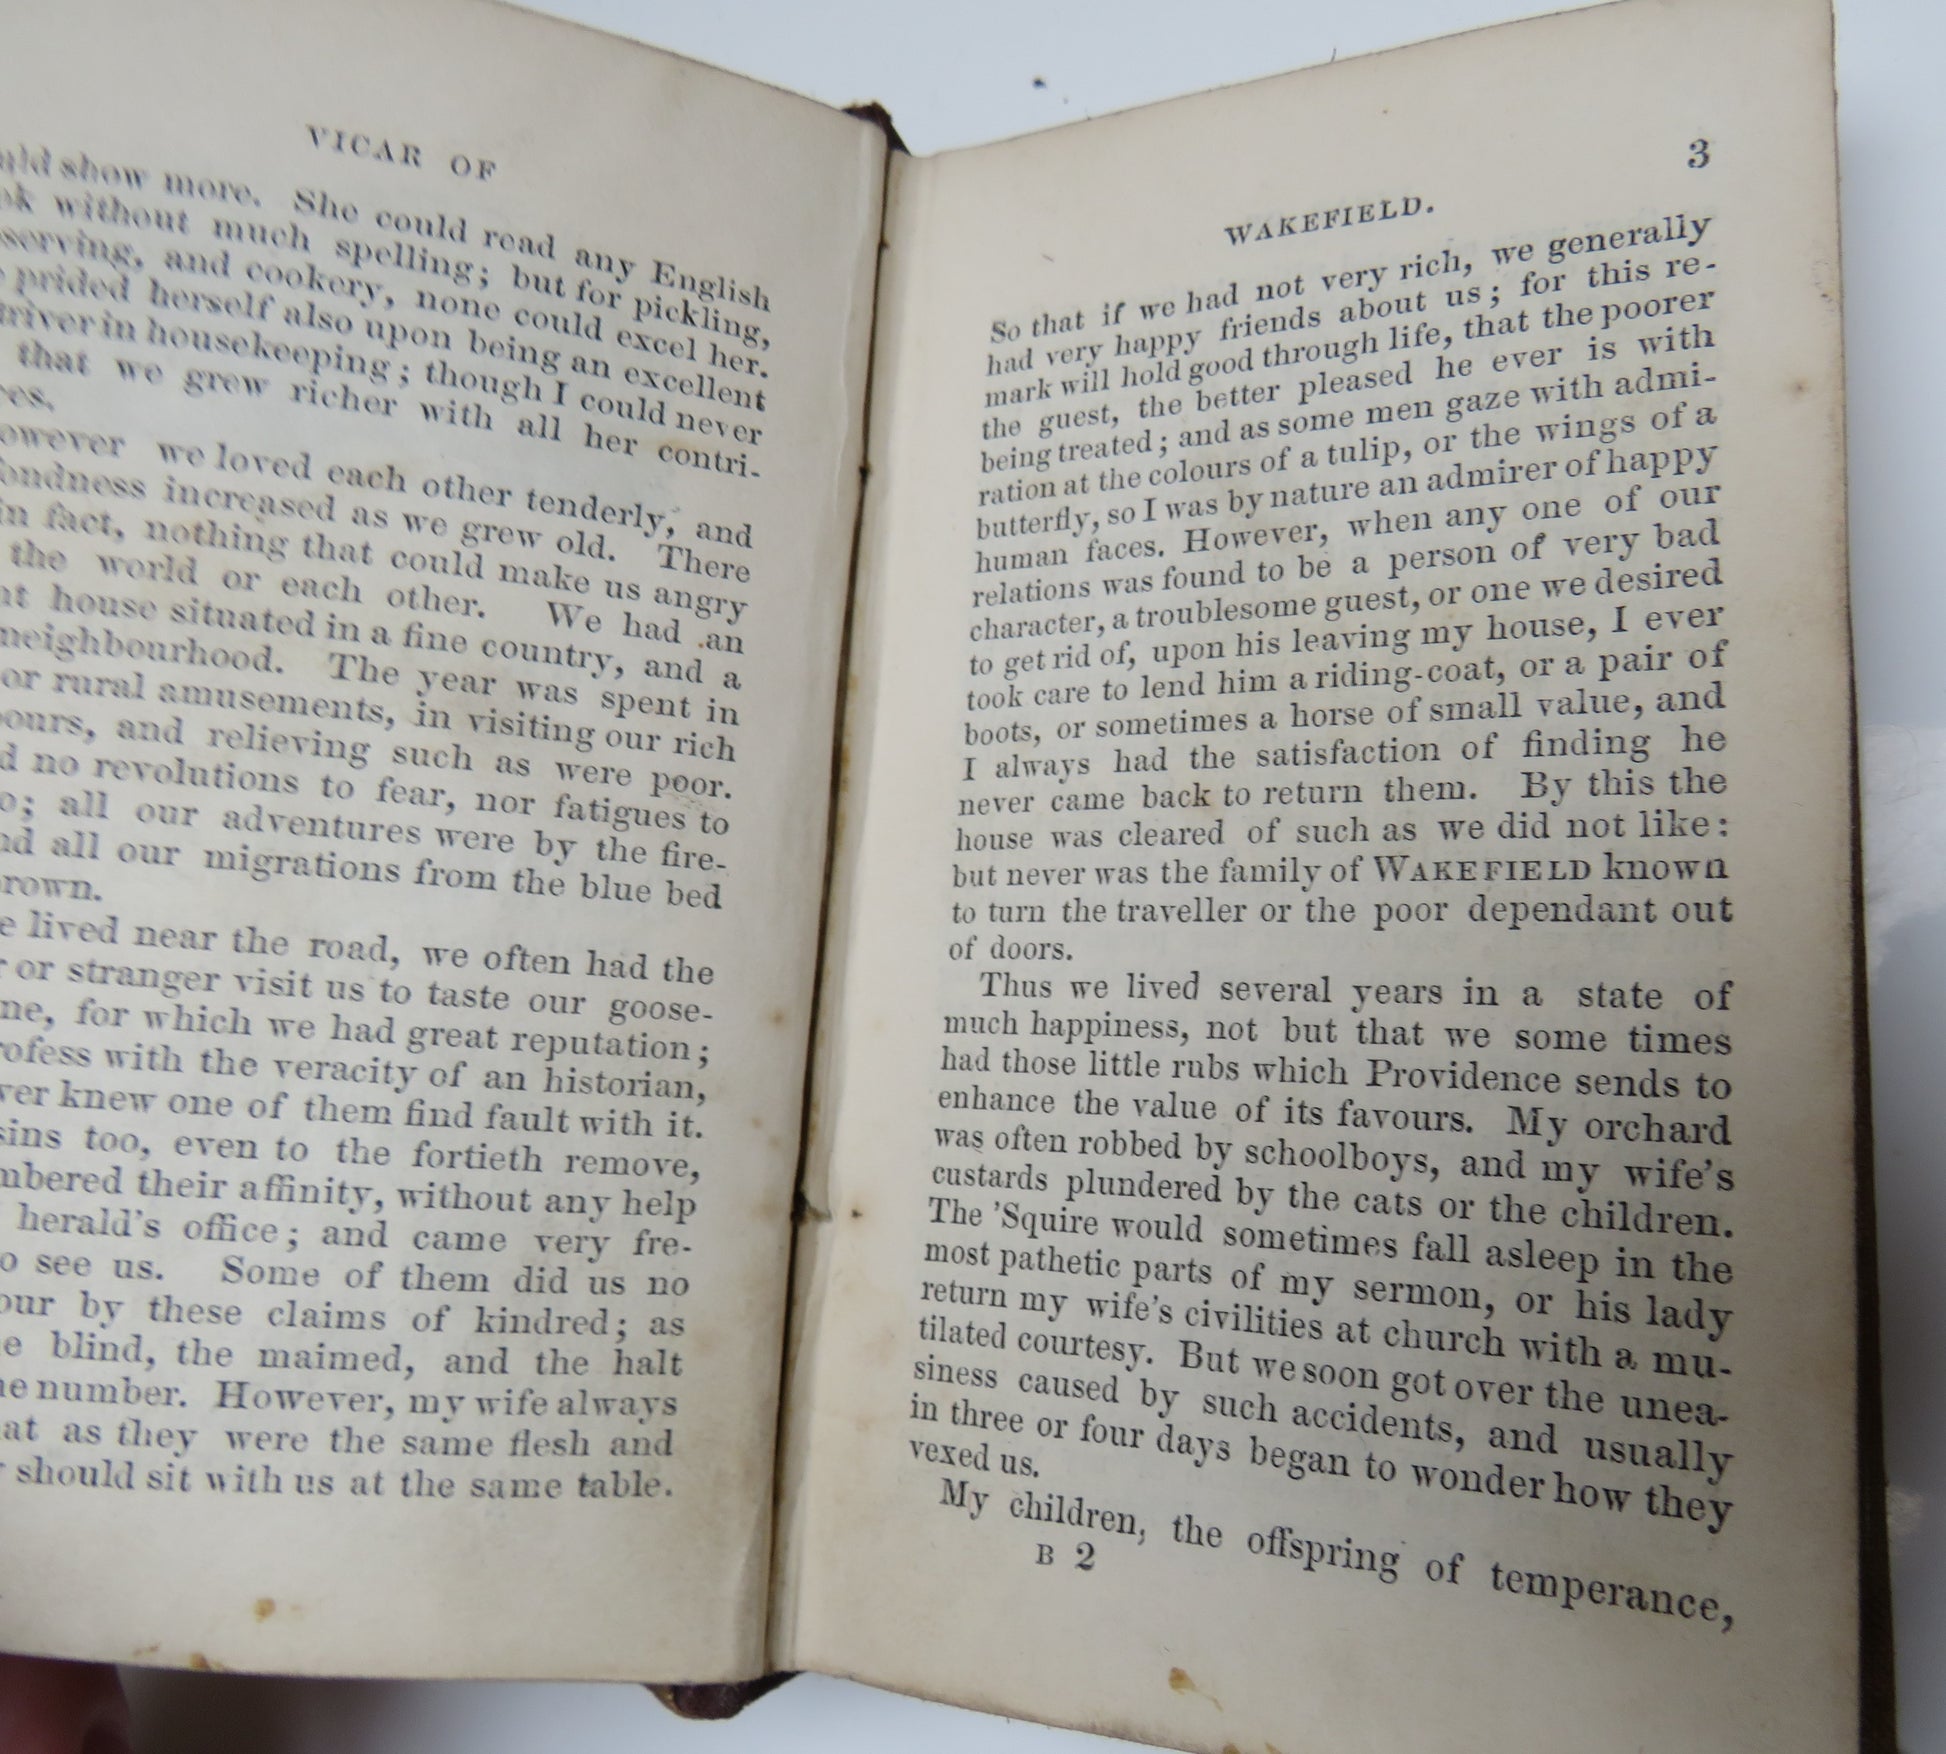 VICAR OF
show more. She could read any English
without much spelling; but for pickling,
and cookery, none could excel her.
prided herself also upon being an excellent
in housekeeping; though I could never
that we grew richer with all her contri-
we loved each other tenderly, and
increased as we grew old. There
in fact, nothing that could make us angry
the world or each other. We had an
house situated in a fine country, and a
neighbourhood. The year was spent in
or rural amusements, in visiting our rich
and relieving such as were poor.
no revolutions to fear, nor fatigues to
all our adventures were by the fire-
all our migrations from the blue bed
lived near the road, we often had the
or stranger visit us to taste our goose-
for which we had great reputation;
with the veracity of an historian,
knew one of them find fault with it.
too, even to the fortieth remove,
their affinity, without any help
herald's office; and came very fre-
see us. Some of them did us no
by these claims of kindred; as
blind, the maimed, and the halt
number. However, my wife always
as they were the same flesh and
should sit with us at the same table.
3
WAKEFIELD.
So that if we had not very rich, we generally
had very happy friends about us; for this re-
mark will hold good through life, that the poorer
the guest, the better pleased he ever is with
being treated; and as some men gaze with admi-
ration at the colours of a tulip, or the wings of a
butterfly, so I was by nature an admirer of happy
human faces. However, when any one of our
relations was found to be a person of very bad
character, a troublesome guest, or one we desired
to get rid of, upon his leaving my house, I ever
took care to lend him a riding-coat, or a pair of
boots, or sometimes a horse of small value, and
I always had the satisfaction of finding he
never came back to return them. By this the
house was cleared of such as we did not like:
but never was the family of WAKEFIELD known
to turn the traveller or the poor dependant out
of doors.
Thus we lived several years in a state of
much happiness, not but that we some times
had those little rubs which Providence sends to
enhance the value of its favours. My orchard
was often robbed by schoolboys, and my wife's
custards plundered by the cats or the children.
The 'Squire would sometimes fall asleep in the
most pathetic parts of my sermon, or his lady
return my wife's civilities at church with a mu-
tilated courtesy. But we soon got over the unea-
siness caused by such accidents, and usually
in three or four days began to wonder how they
vexed us.
My children, the offspring of temperance,
B 2